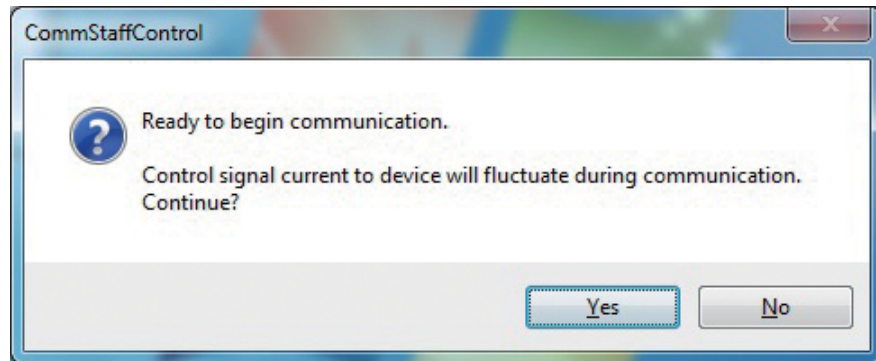 CommStaffControl
Ready to begin communication.
Control signal current to device will fluctuate during communication.
Continue?
Yes
No